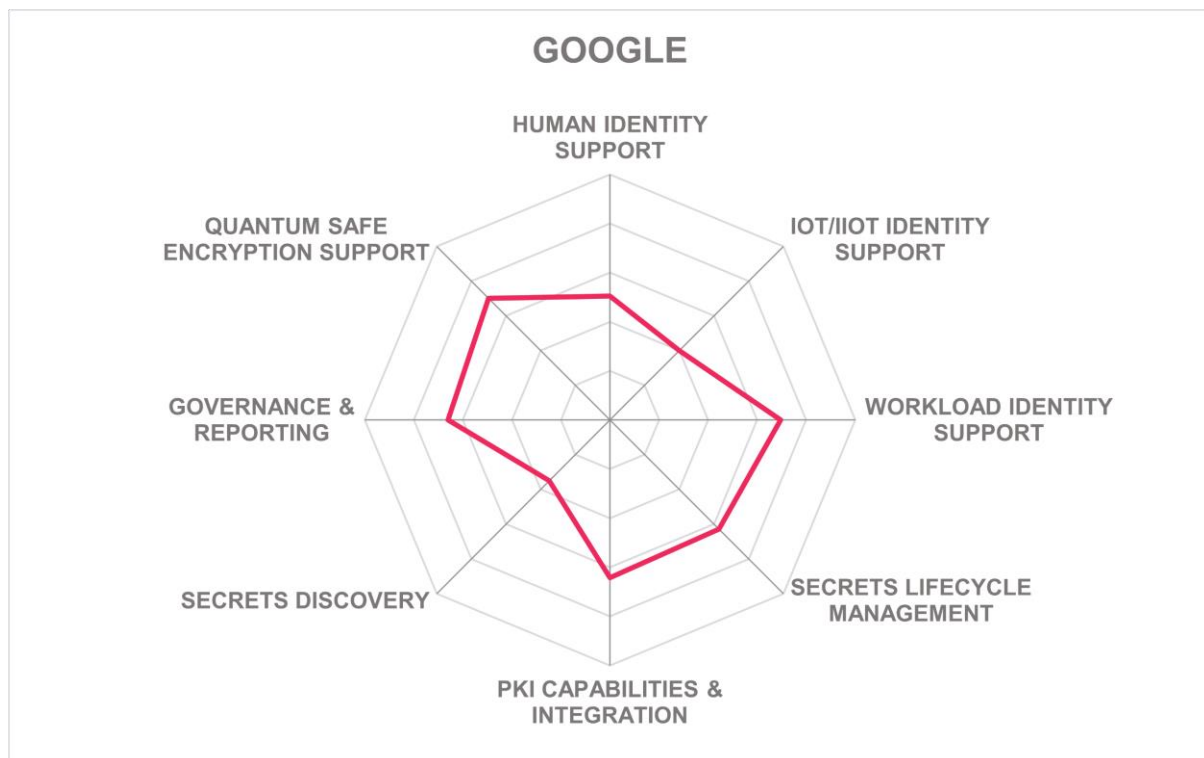 GOOGLE
HUMAN IDENTITY
SUPPORT
QUANTUM SAFE
ENCRYPTION SUPPORT
IOT/IIOT IDENTITY
SUPPORT
GOVERNANCE &
REPORTING
WORKLOAD IDENTITY
SUPPORT
SECRETS DISCOVERY
SECRETS LIFECYCLE
MANAGEMENT
PKI CAPABILITIES &
INTEGRATION